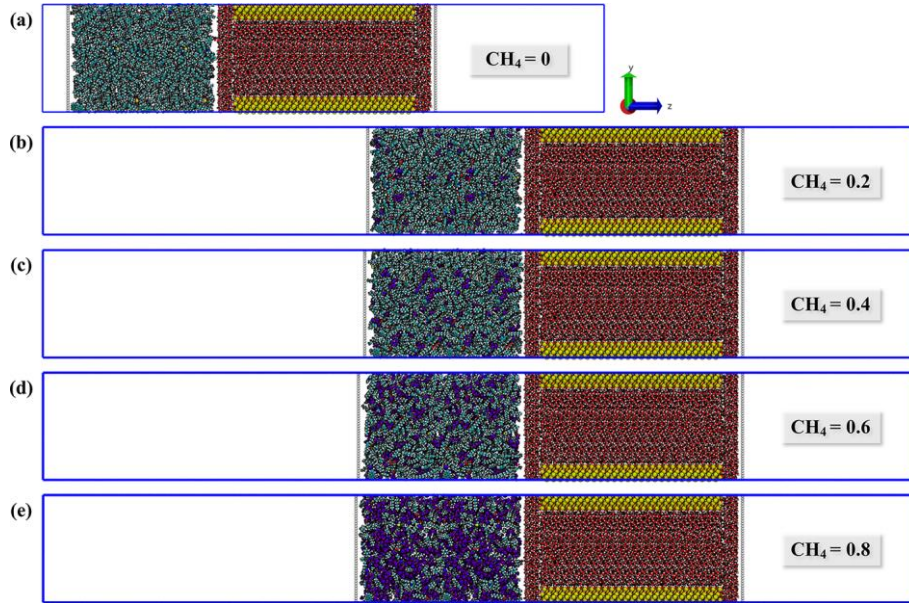 (a)
CH₄ = 0
y
z
(b)
CH₄ = 0.2
(c)
CH₄ = 0.4
(d)
CH₄ = 0.6
(e)
CH₄ = 0.8